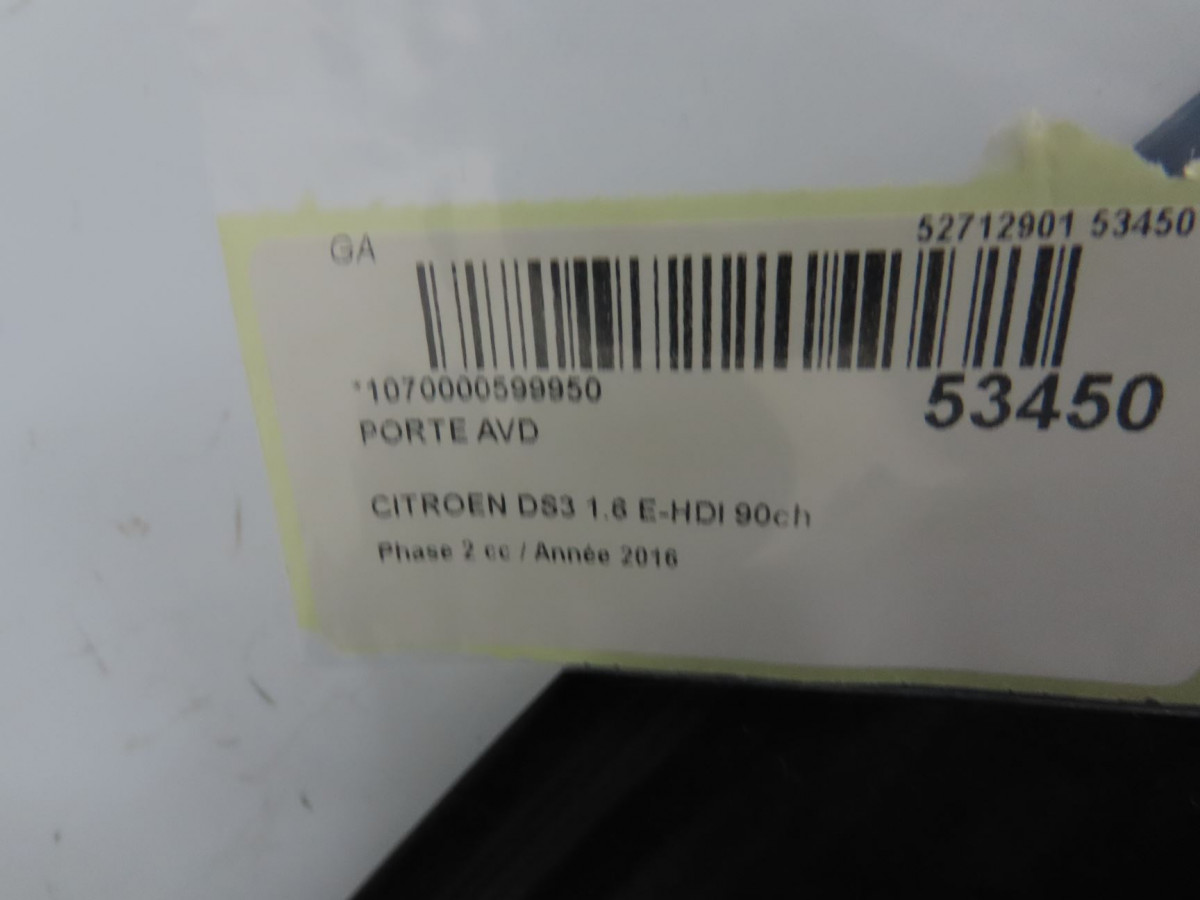 GA
52712901 53450
*1070000599950
53450
PORTE AVD
CITROEN DS3 1.6 E-HDI 90ch
Phase 2 cc / Année 2016